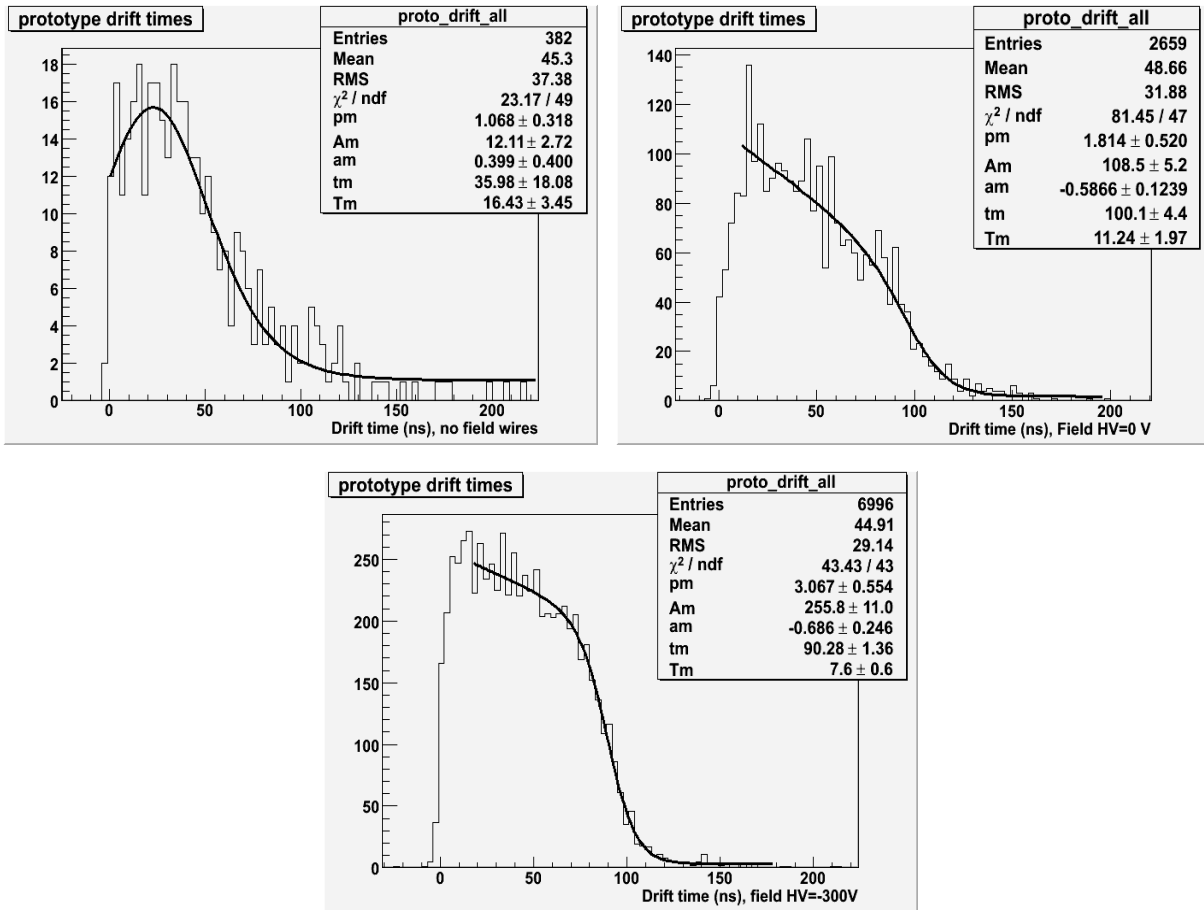 prototype drift times
proto_drift_all
Entries 382
Mean 45.3
RMS 37.38
χ² / ndf 23.17 / 49
pm 1.068 ± 0.318
Am 12.11 ± 2.72
am 0.399 ± 0.400
tm 35.98 ± 18.08
Tm 16.43 ± 3.45
18
16
14
12
10
8
6
4
2
0
0 50 100 150 200
Drift time (ns), no field wires
prototype drift times
proto_drift_all
Entries 2659
Mean 48.66
RMS 31.88
χ² / ndf 81.45 / 47
pm 1.814 ± 0.520
Am 108.5 ± 5.2
am -0.5866 ± 0.1239
tm 100.1 ± 4.4
Tm 11.24 ± 1.97
140
120
100
80
60
40
20
0
0 50 100 150 200
Drift time (ns), Field HV=0 V
prototype drift times
proto_drift_all
Entries 6996
Mean 44.91
RMS 29.14
χ² / ndf 43.43 / 43
pm 3.067 ± 0.554
Am 255.8 ± 11.0
am -0.686 ± 0.246
tm 90.28 ± 1.36
Tm 7.6 ± 0.6
250
200
150
100
50
0
0 50 100 150 200
Drift time (ns), field HV=-300V